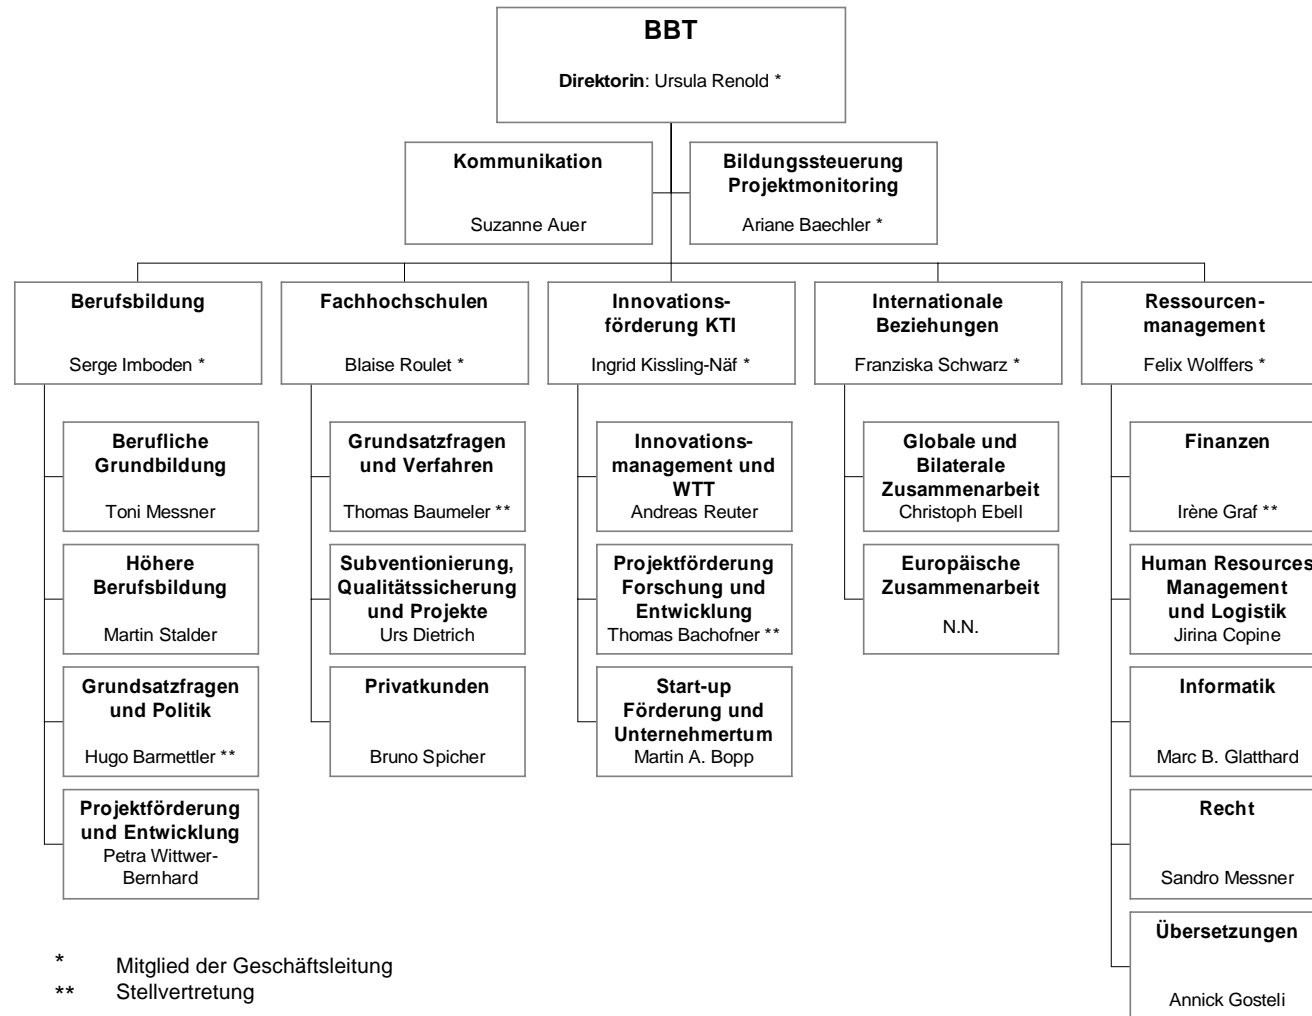 BBT
Direktorin: Ursula Renold *
Kommunikation
Suzanne Auer
Bildungssteuerung
Projektmonitoring
Ariane Baechler *
Berufsbildung
Serge Imboden *
Fachhochschulen
Blaise Roulet *
Innovations-
förderung KTI
Ingrid Kissling-Näf *
Internationale
Beziehungen
Franziska Schwarz *
Ressourcen-
management
Felix Wolffers *
Berufliche
Grundbildung
Toni Messner
Höhere
Berufsbildung
Martin Stalder
Grundsatzfragen
und Politik
Hugo Barmettler **
Projektförderung
und Entwicklung
Petra Wittwer-
Bernhard
Grundsatzfragen
und Verfahren
Thomas Baumeler **
Subventionierung,
Qualitätssicherung
und Projekte
Urs Dietrich
Privatkunden
Bruno Spicher
Innovations-
management und
WTT
Andreas Reuter
Projektförderung
Forschung und
Entwicklung
Thomas Bachofner **
Start-up
Förderung und
Unternehmertum
Martin A. Bopp
Globale und
Bilaterale
Zusammenarbeit
Christoph Ebell
Europäische
Zusammenarbeit
N.N.
Finanzen
Irène Graf **
Human Resources
Management
und Logistik
Jirina Copine
Informatik
Marc B. Glatthard
Recht
Sandro Messner
Übersetzungen
Annick Gosteli
* Mitglied der Geschäftsleitung
** Stellvertretung